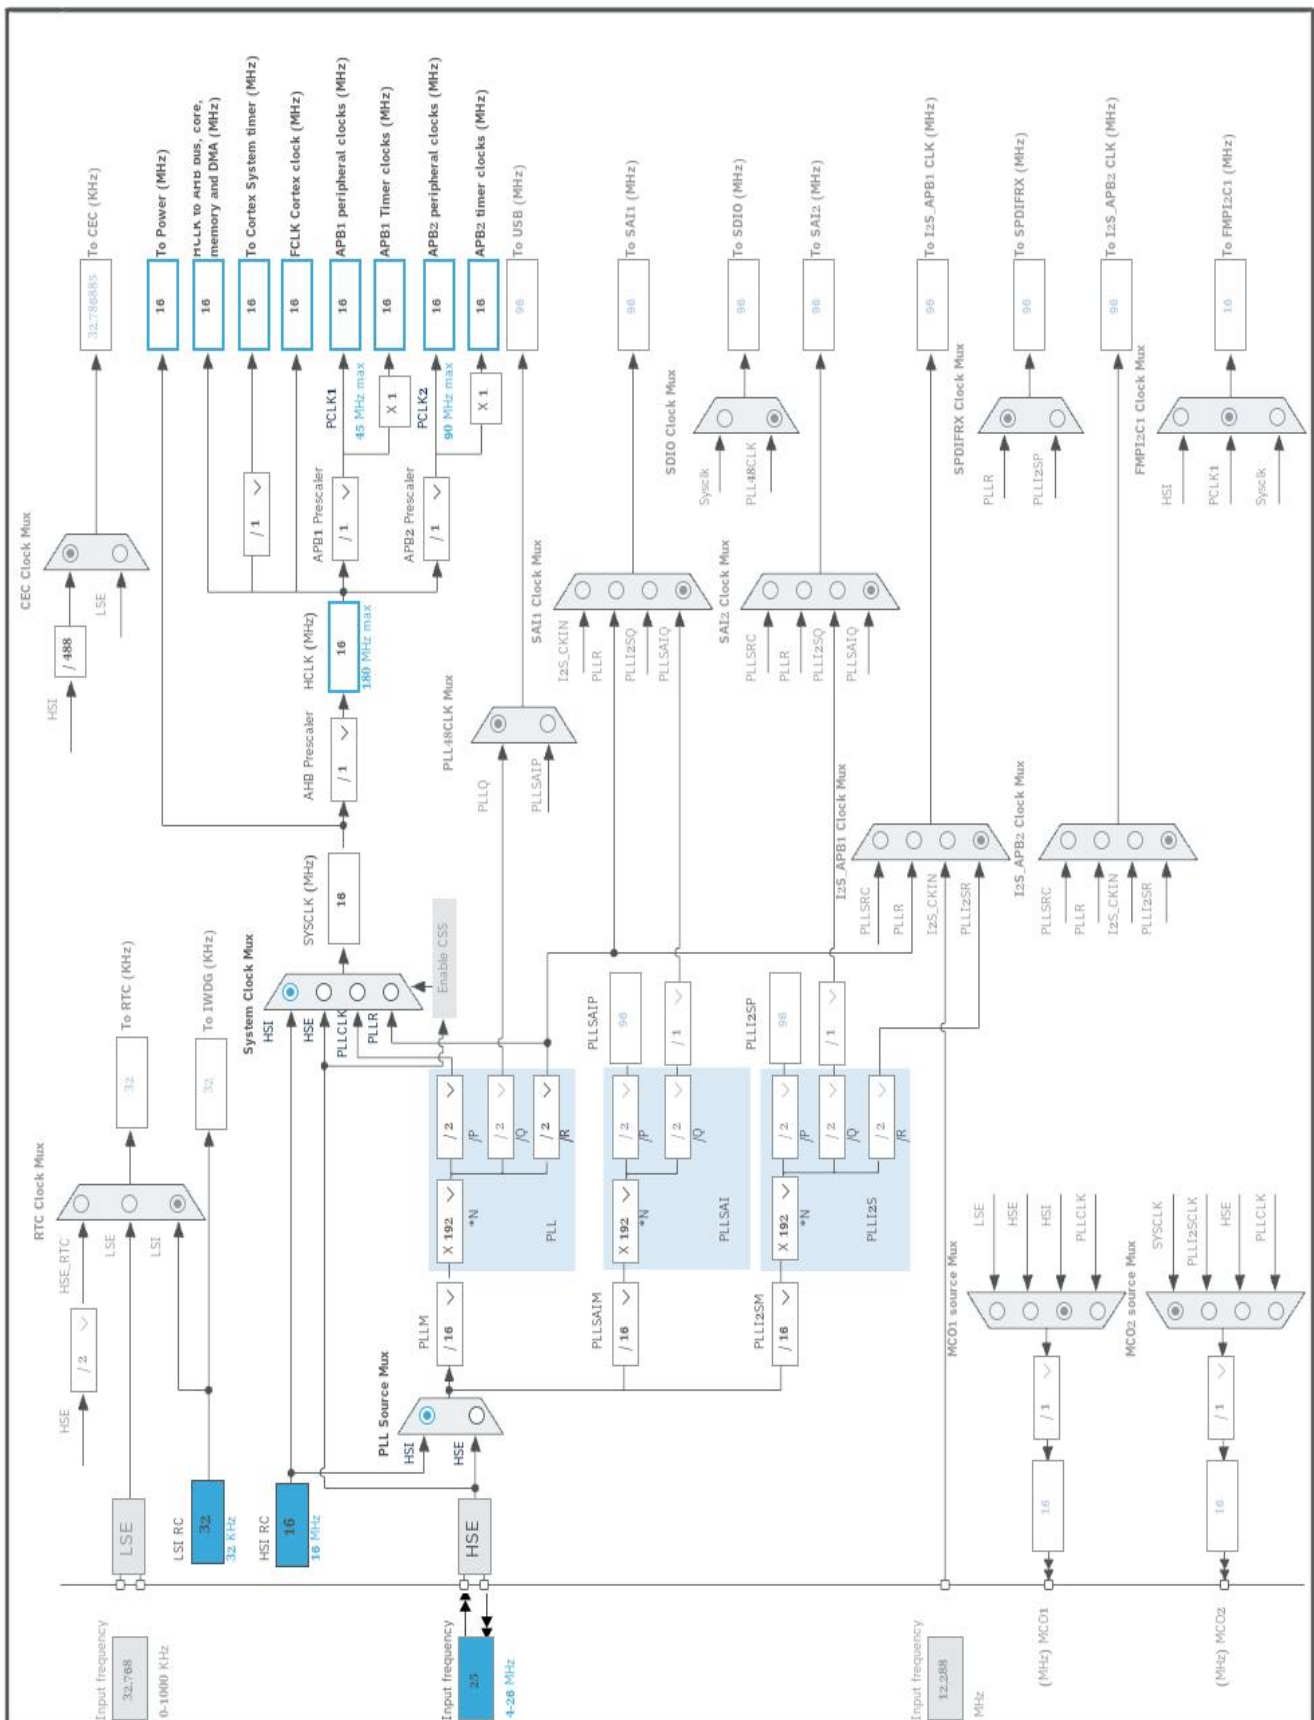 RTC Clock Mux
HSE
/ 2
HSE_RTC
LSE
LSI
32
To RTC (KHz)
32
To IWDG (KHz)
Input frequency
32.768
0-1000 KHz
LSE
LSI RC
32
32 KHz
HSI RC
16
16 MHz
Input frequency
25
4-26 MHz
HSE
CEC Clock Mux
HSI
/ 488
LSE
32.786885
To CEC (KHz)
System Clock Mux
HSI
HSE
PLLCLK
PLLR
Enable CSS
SYSCLK (MHz)
16
AHB Prescaler
/ 1
HCLK (MHz)
16
180 MHz max
16
To Power (MHz)
16
HCLK to AHB bus, core,
memory and DMA (MHz)
/ 1
16
To Cortex System timer (MHz)
16
FCLK Cortex clock (MHz)
APB1 Prescaler
/ 1
PCLK1
45 MHz max
16
APB1 peripheral clocks (MHz)
X 1
16
APB1 Timer clocks (MHz)
APB2 Prescaler
/ 1
PCLK2
90 MHz max
16
APB2 peripheral clocks (MHz)
X 1
16
APB2 timer clocks (MHz)
PLL Source Mux
HSI
HSE
PLLM
/ 16
X 192
*N
PLL
/ 2
/P
/ 2
/Q
/ 2
/R
PLL48CLK Mux
PLLQ
PLLSAIP
96
To USB (MHz)
PLLSAIM
/ 16
X 192
*N
PLLSAI
/ 2
/P
/ 2
/Q
PLLSAIP
96
/ 1
SAI1 Clock Mux
I2S_CKIN
PLLR
PLLI2SQ
PLLSAIQ
96
To SAI1 (MHz)
SDIO Clock Mux
Sysclk
PLL48CLK
96
To SDIO (MHz)
PLLI2SM
/ 16
X 192
*N
PLLI2S
/ 2
/P
/ 2
/Q
/ 2
/R
PLLI2SP
96
/ 1
SAI2 Clock Mux
PLLSRC
PLLR
PLLI2SQ
PLLSAIQ
96
To SAI2 (MHz)
I2S_APB1 Clock Mux
PLLSRC
PLLR
I2S_CKIN
PLLI2SR
96
To I2S_APB1 CLK (MHz)
SPDIFRX Clock Mux
PLLR
PLLI2SP
96
To SPDIFRX (MHz)
I2S_APB2 Clock Mux
PLLSRC
PLLR
I2S_CKIN
PLLI2SR
96
To I2S_APB2 CLK (MHz)
FMPI2C1 Clock Mux
HSI
PCLK1
Sysclk
16
To FMPI2C1 (MHz)
Input frequency
12.288
MHz
MCO1 source Mux
LSE
HSE
HSI
PLLCLK
/ 1
16
(MHz) MCO1
MCO2 source Mux
SYSCLK
PLLI2SCLK
HSE
PLLCLK
/ 1
16
(MHz) MCO2